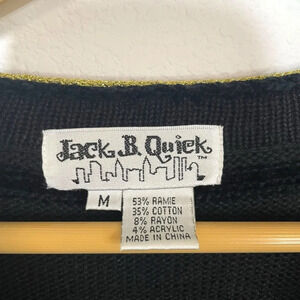 Jack B. Quick
TM
M
53% RAMIE
35% COTTON
8% RAYON
4% ACRYLIC
MADE IN CHINA